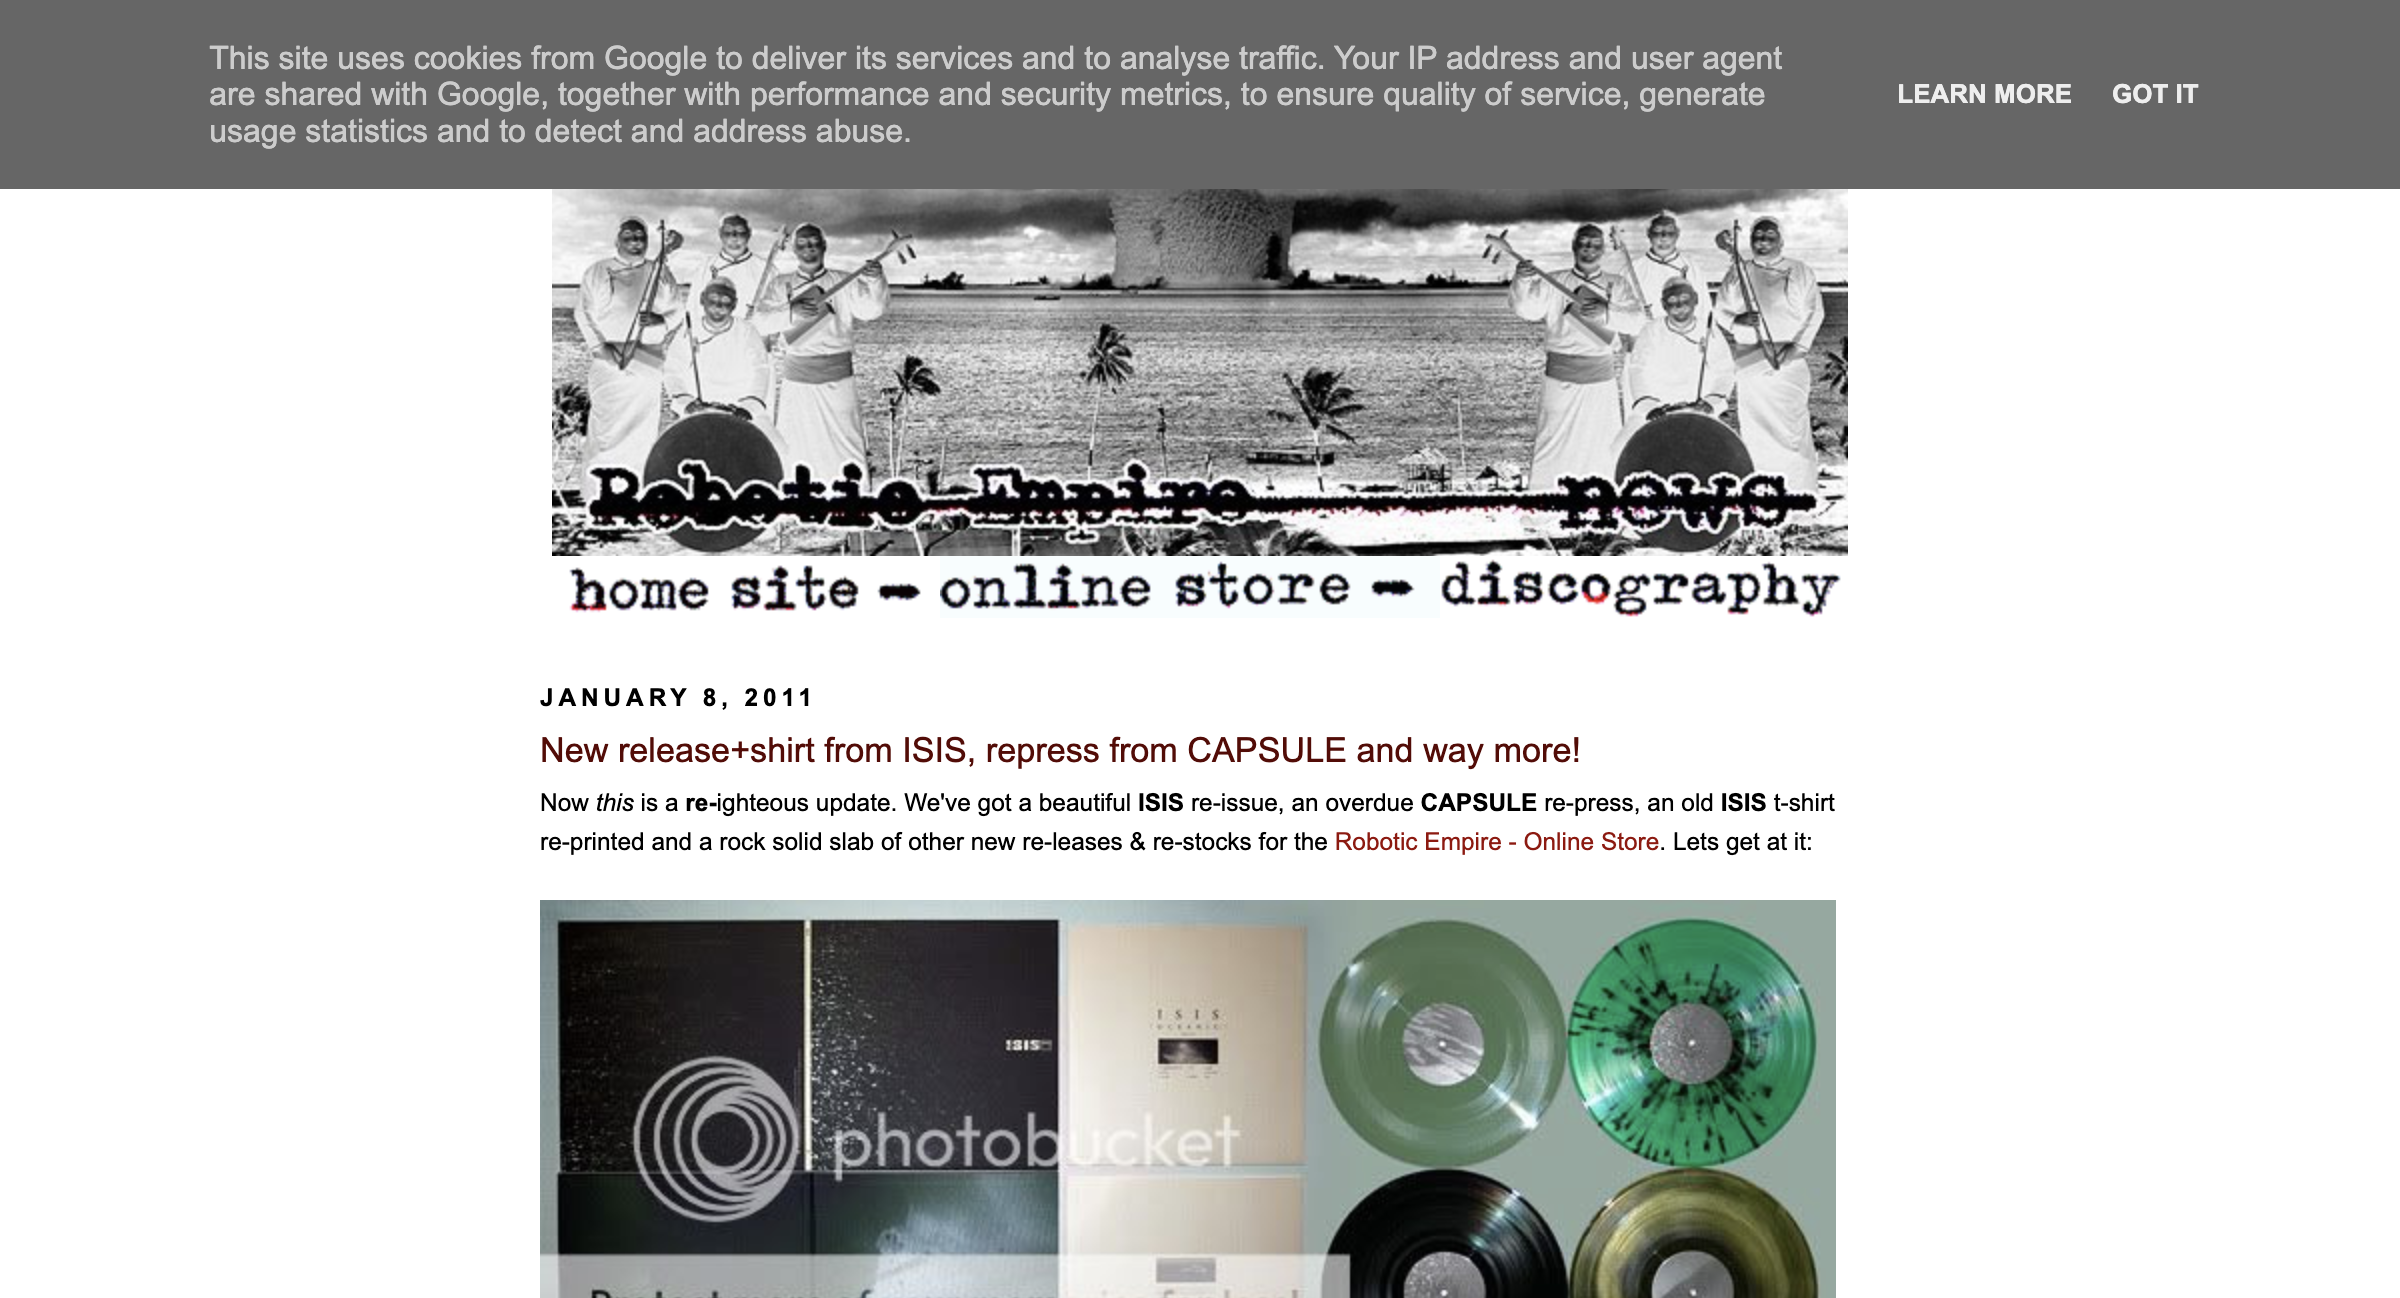 This site uses cookies from Google to deliver its services and to analyse traffic. Your IP address and user agent
are shared with Google, together with performance and security metrics, to ensure quality of service, generate
usage statistics and to detect and address abuse.
LEARN MORE GOT IT
Robotic Empire news
home site - online store - discography
JANUARY 8, 2011
New release+shirt from ISIS, repress from CAPSULE and way more!
Now this is a re-ighteous update. We've got a beautiful ISIS re-issue, an overdue CAPSULE re-press, an old ISIS t-shirt
re-printed and a rock solid slab of other new re-leases & re-stocks for the Robotic Empire - Online Store. Lets get at it:
ISIS
ISIS
photobucket